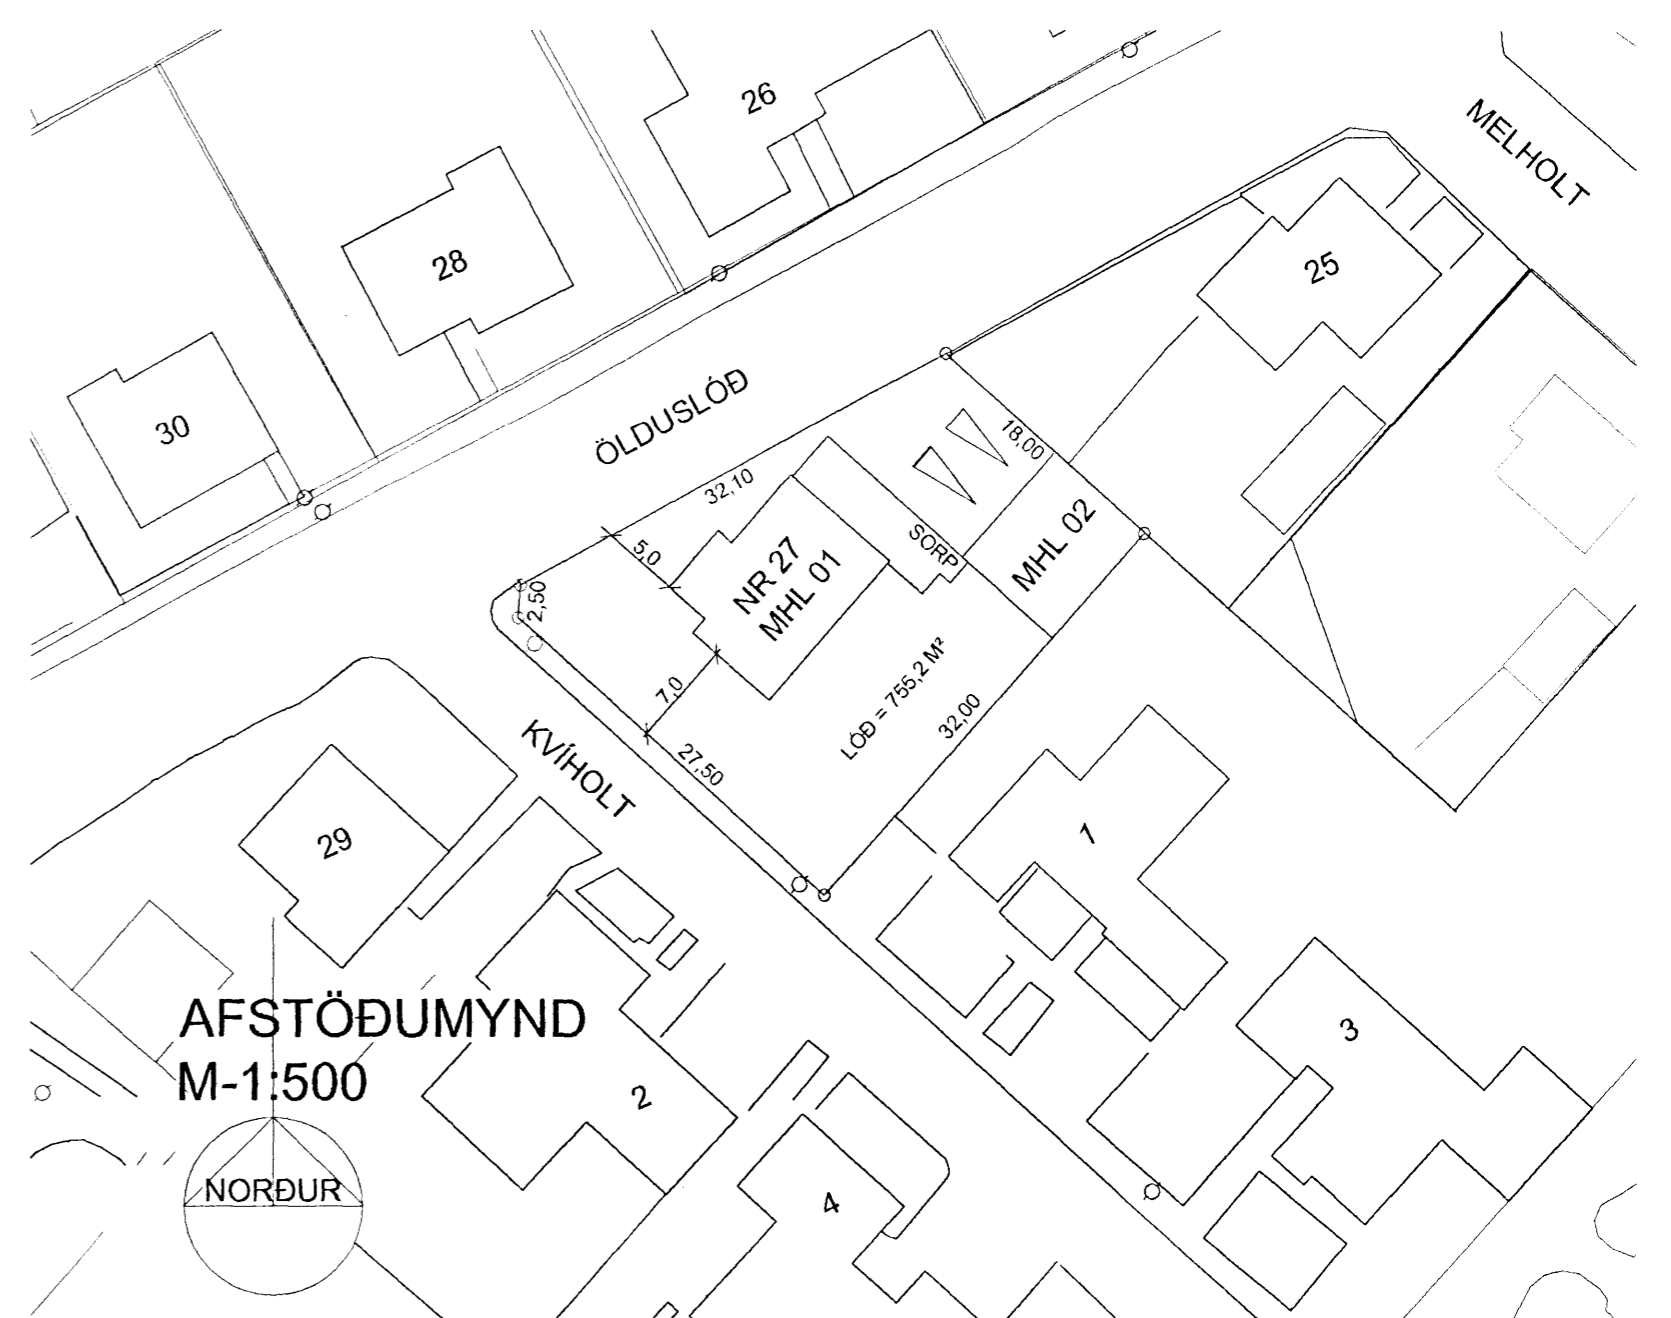 26
MELHOLT
28
25
30
ÖLDUSLÓÐ
18,00
32,10
MHL 02
SORP
5,0
NR 27
MHL 01
2,50
LÓÐ = 755,2 M²
7,0
32,00
27,50
KVÍHOLT
1
29
3
AFSTÖÐUMYND
M-1:500
2
NORÐUR
4